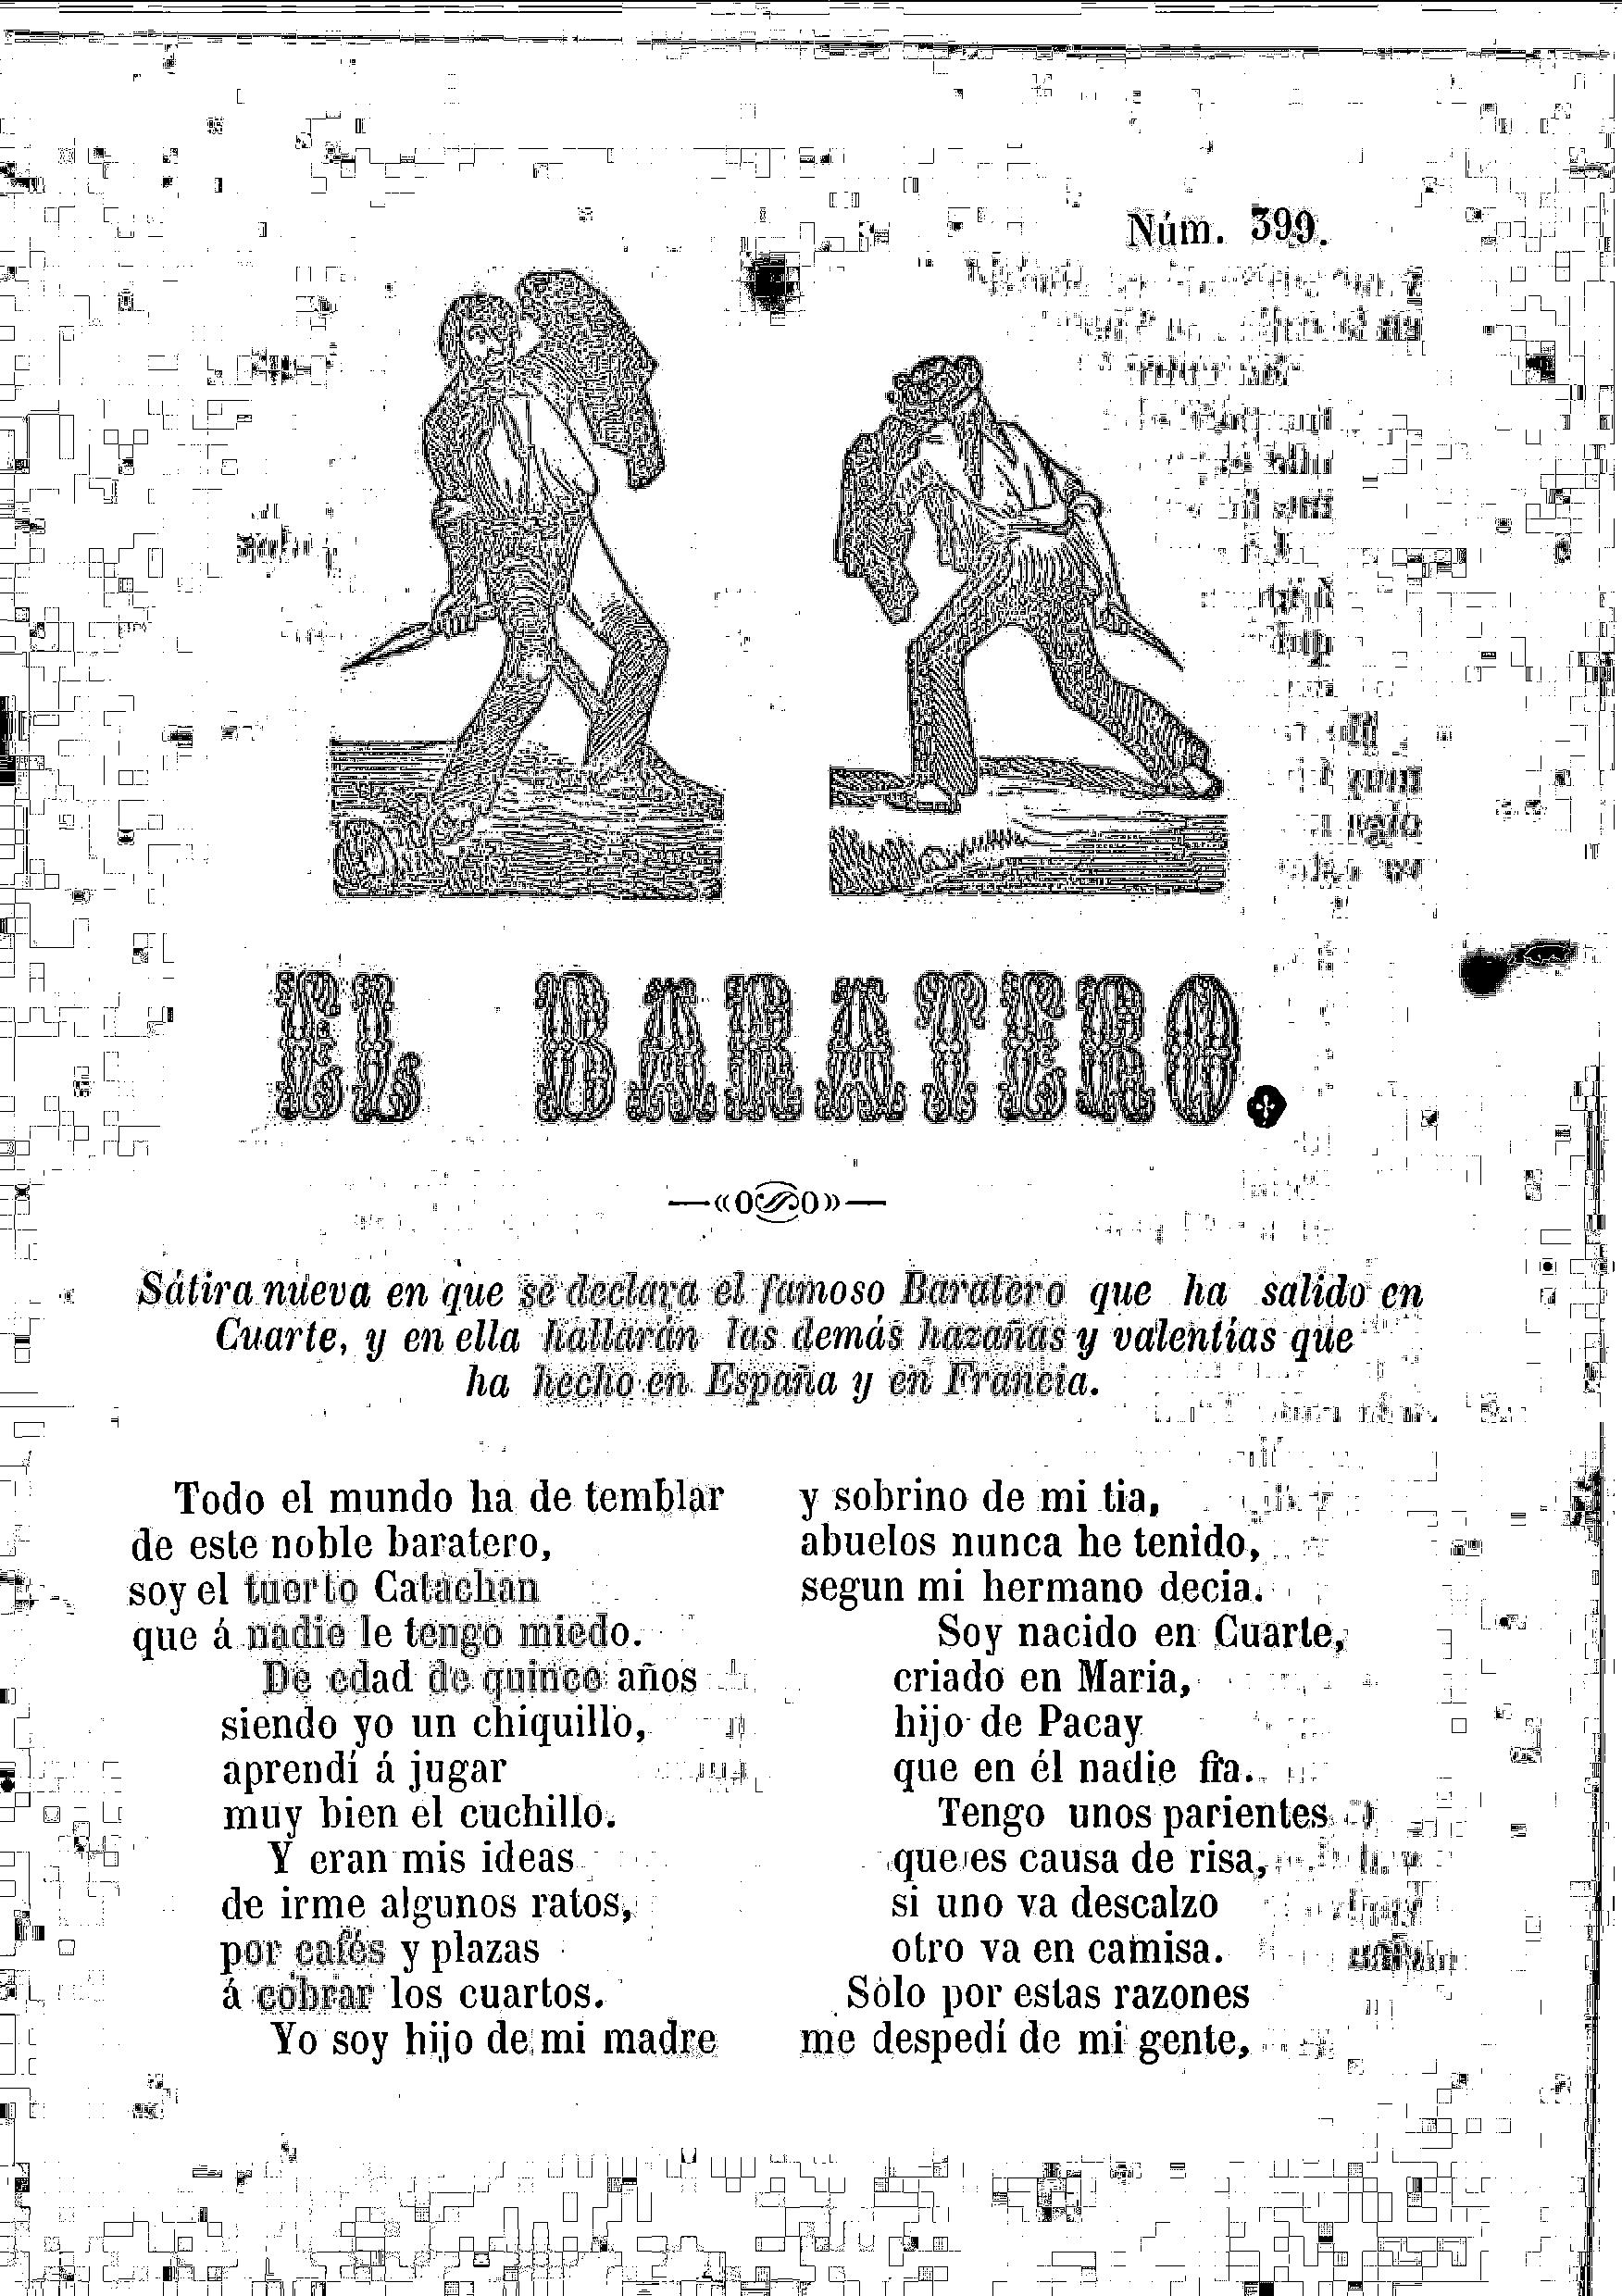 Núm. 399.
EL BARATERO.
Sátira nueva en que se declara el famoso Baratero que ha salido en
Cuarte, y en ella hallarán las demás hazañas y valentías que
ha hecho en España y en Francia.
Todo el mundo ha de temblar
de este noble baratero,
soy el tuerto Catachan
que á nadie le tengo miedo.
De edad de quince años
siendo yo un chiquillo,
aprendí á jugar
muy bien el cuchillo.
Y eran mis ideas
de irme algunos ratos,
por cafés y plazas
á cobrar los cuartos.
Yo soy hijo de mi madre
y sobrino de mi tia,
abuelos nunca he tenido,
segun mi hermano decia.
Soy nacido en Cuarte,
criado en Maria,
hijo de Pacay
que en él nadie fia.
Tengo unos parientes
que es causa de risa,
si uno va descalzo
otro va en camisa.
Sólo por estas razones
me despedí de mi gente,